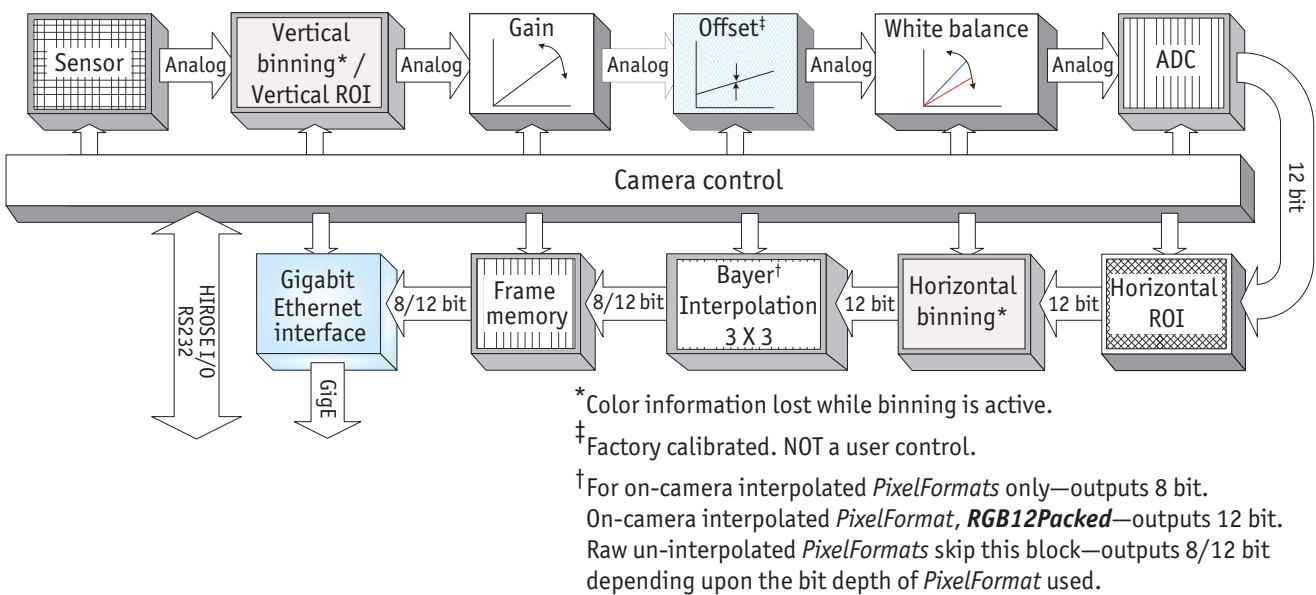 Sensor
Analog
Vertical
binning* /
Vertical ROI
Analog
Gain
Analog
Offset‡
Analog
White balance
Analog
ADC
12 bit
Camera control
HIROSE I/O
RS232
Gigabit
Ethernet
interface
GigE
8/12 bit
Frame
memory
8/12 bit
Bayer†
Interpolation
3 X 3
12 bit
Horizontal
binning*
12 bit
Horizontal
ROI
*Color information lost while binning is active.
‡Factory calibrated. NOT a user control.
†For on-camera interpolated PixelFormats only—outputs 8 bit.
On-camera interpolated PixelFormat, RGB12Packed—outputs 12 bit.
Raw un-interpolated PixelFormats skip this block—outputs 8/12 bit
depending upon the bit depth of PixelFormat used.